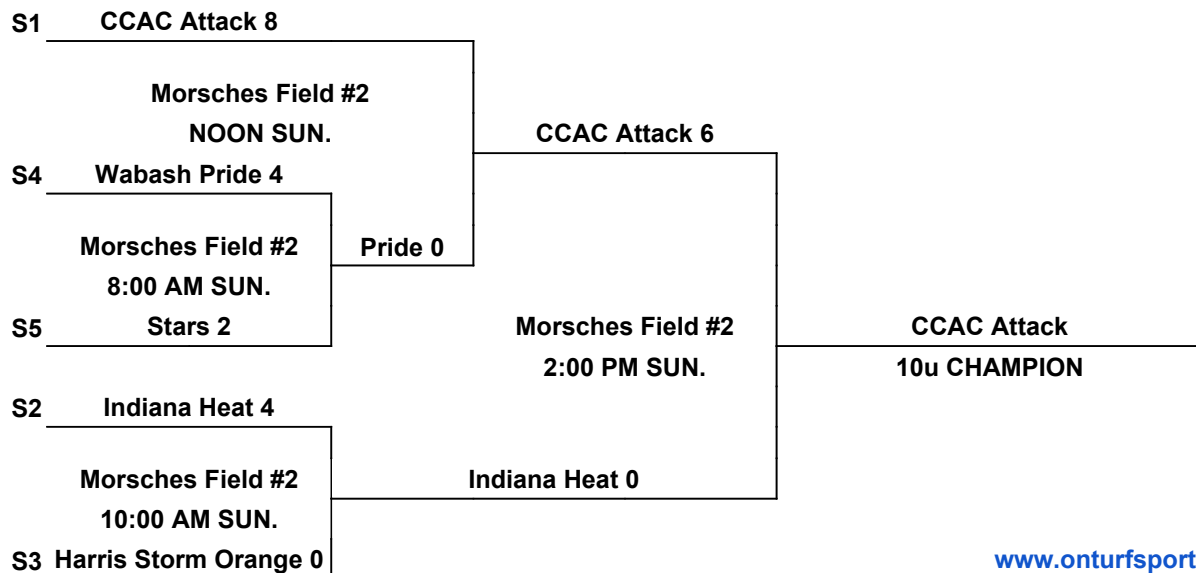 S1 CCAC Attack 8
Morsches Field #2
NOON SUN.
CCAC Attack 6
S4 Wabash Pride 4
Morsches Field #2
Pride 0
8:00 AM SUN.
S5 Stars 2
Morsches Field #2
CCAC Attack
2:00 PM SUN.
10u CHAMPION
S2 Indiana Heat 4
Morsches Field #2
Indiana Heat 0
10:00 AM SUN.
S3 Harris Storm Orange 0
www.onturfsport